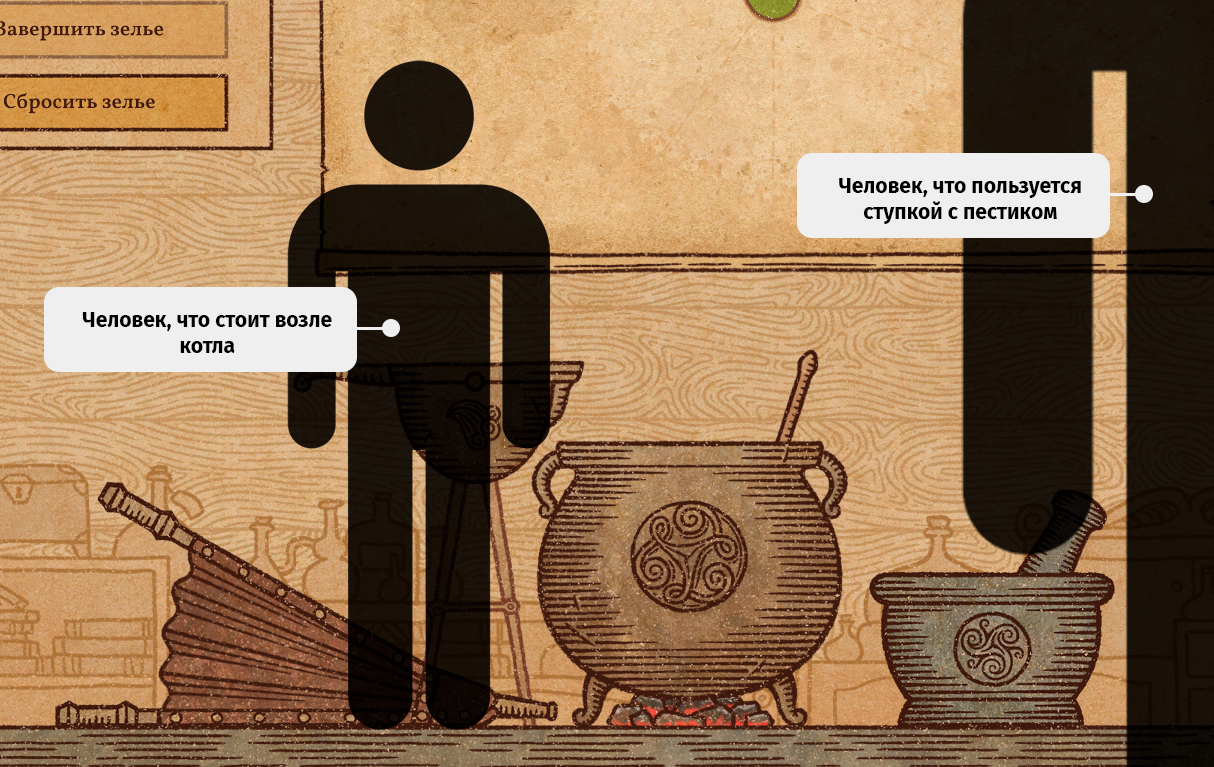 Завершить зелье
Сбросить зелье
Человек, что пользуется
ступкой с пестиком
Человек, что стоит возле
котла